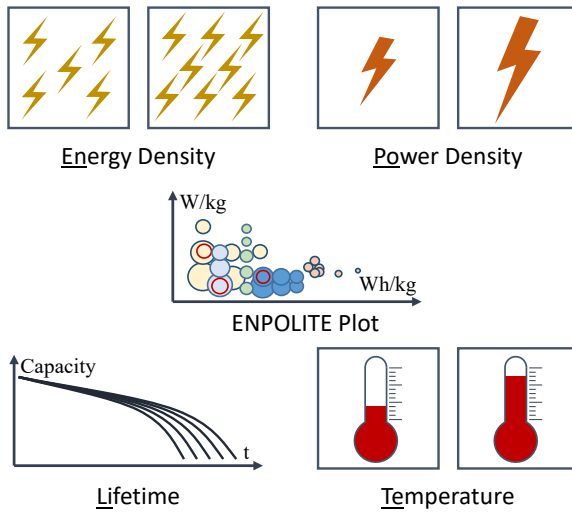 Energy Density
Power Density
W/kg
Wh/kg
ENPOLITE Plot
Capacity
t
Lifetime
Temperature